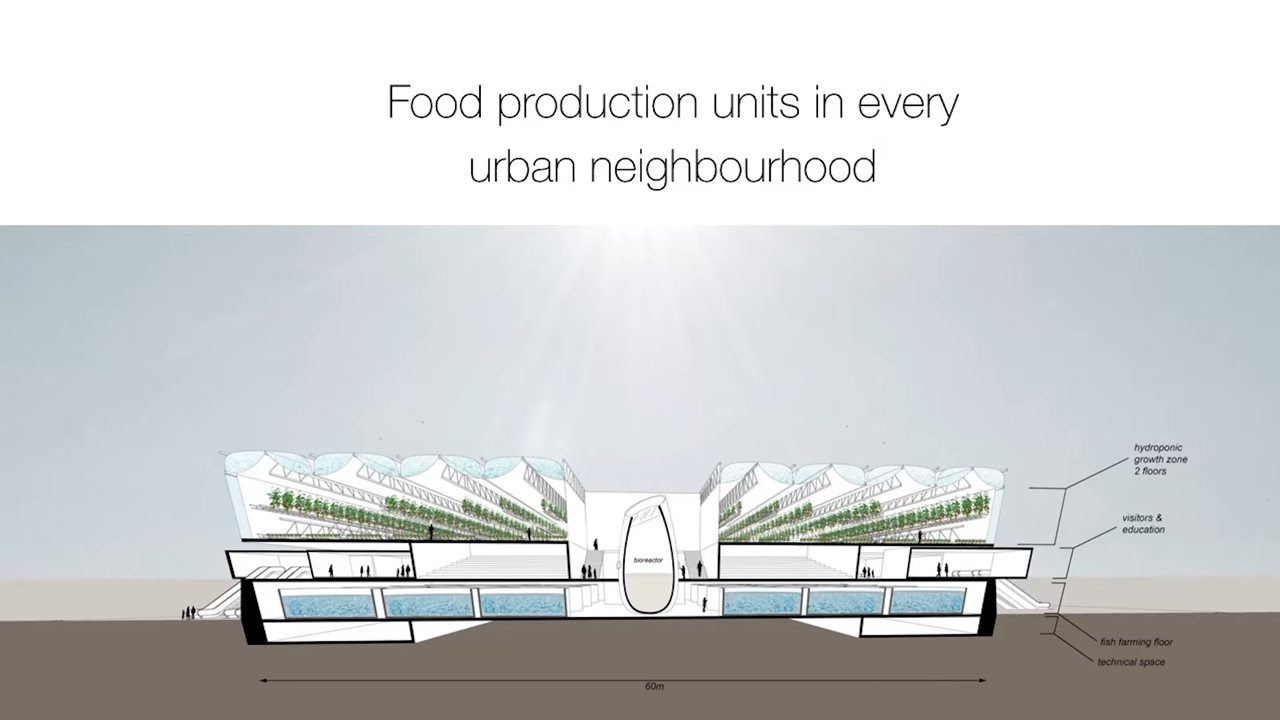 Food production units in every
urban neighbourhood
hydroponic
growth zone
2 floors
visitors &
education
bioreactor
fish farming floor
technical space
60m